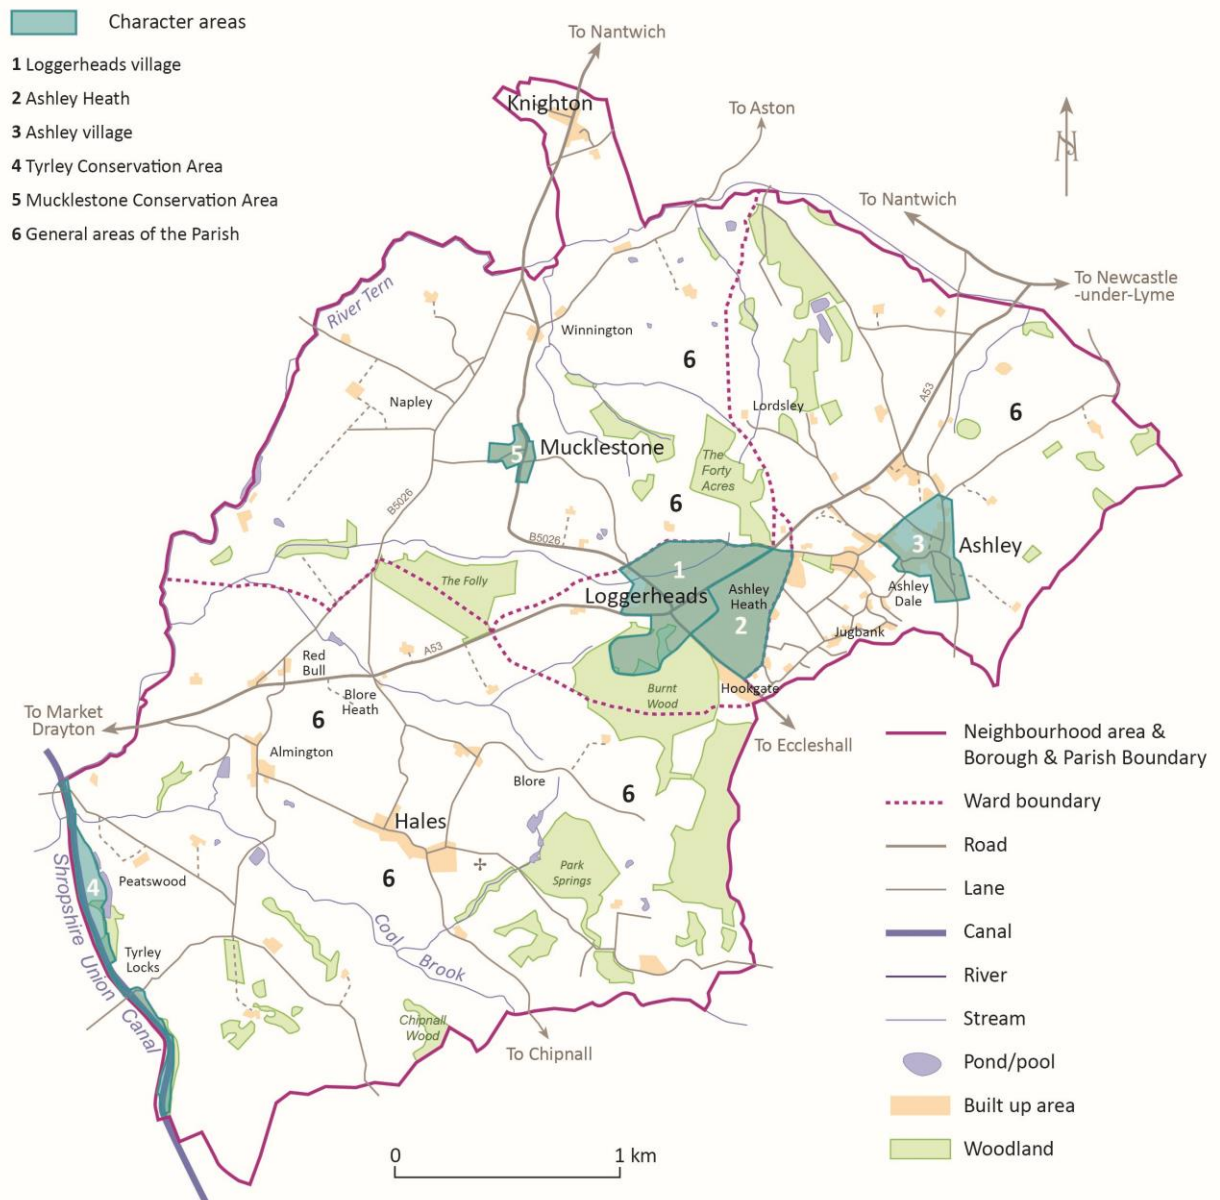 Character areas
1 Loggerheads village
2 Ashley Heath
3 Ashley village
4 Tyrley Conservation Area
5 Mucklestone Conservation Area
6 General areas of the Parish
To Nantwich
Knighton
To Aston
N
To Nantwich
To Newcastle
-under-Lyme
River Tern
Winnington
6
A53
6
Napley
Lordsley
5
Mucklestone
The
Forty
Acres
B5026
6
B5026
3
Ashley
The Folly
1
Loggerheads
Ashley
Heath
2
Ashley
Dale
Jugbank
A53
Red
Bull
Blore
Heath
Burnt
Wood
Hookgate
To Market
Drayton
6
To Eccleshall
Almington
Blore
6
Hales
Park
Springs
6
4
Peatswood
Shropshire Union Canal
Tyrley
Locks
Coal Brook
Chipnall
Wood
To Chipnall
Neighbourhood area &
Borough & Parish Boundary
Ward boundary
Road
Lane
Canal
River
Stream
Pond/pool
Built up area
Woodland
0
1 km